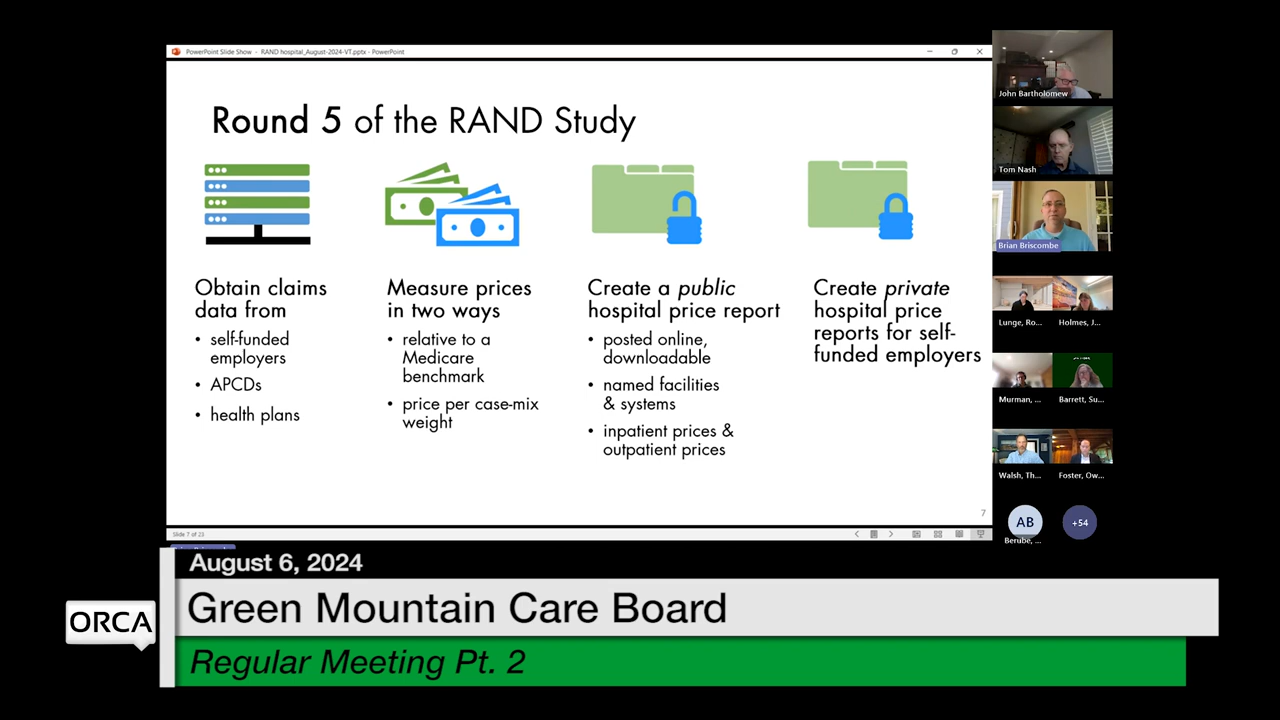 PowerPoint Slide Show - RAND hospital_August-2024-VT.pptx - PowerPoint
Round 5 of the RAND Study
Obtain claims
data from
• self-funded
employers
• APCDs
• health plans
Measure prices
in two ways
• relative to a
Medicare
benchmark
• price per case-mix
weight
Create a public
hospital price report
• posted online,
downloadable
• named facilities
& systems
• inpatient prices &
outpatient prices
Create private
hospital price
reports for self-
funded employers
7
Slide 7 of 23
John Bartholomew
Tom Nash
Brian Briscombe
Lunge, Ro...
Holmes, J...
Murman, ...
Barrett, Su...
Walsh, Th...
Foster, Ow...
AB
+54
Berube, ...
August 6, 2024
ORCA
Green Mountain Care Board
Regular Meeting Pt. 2